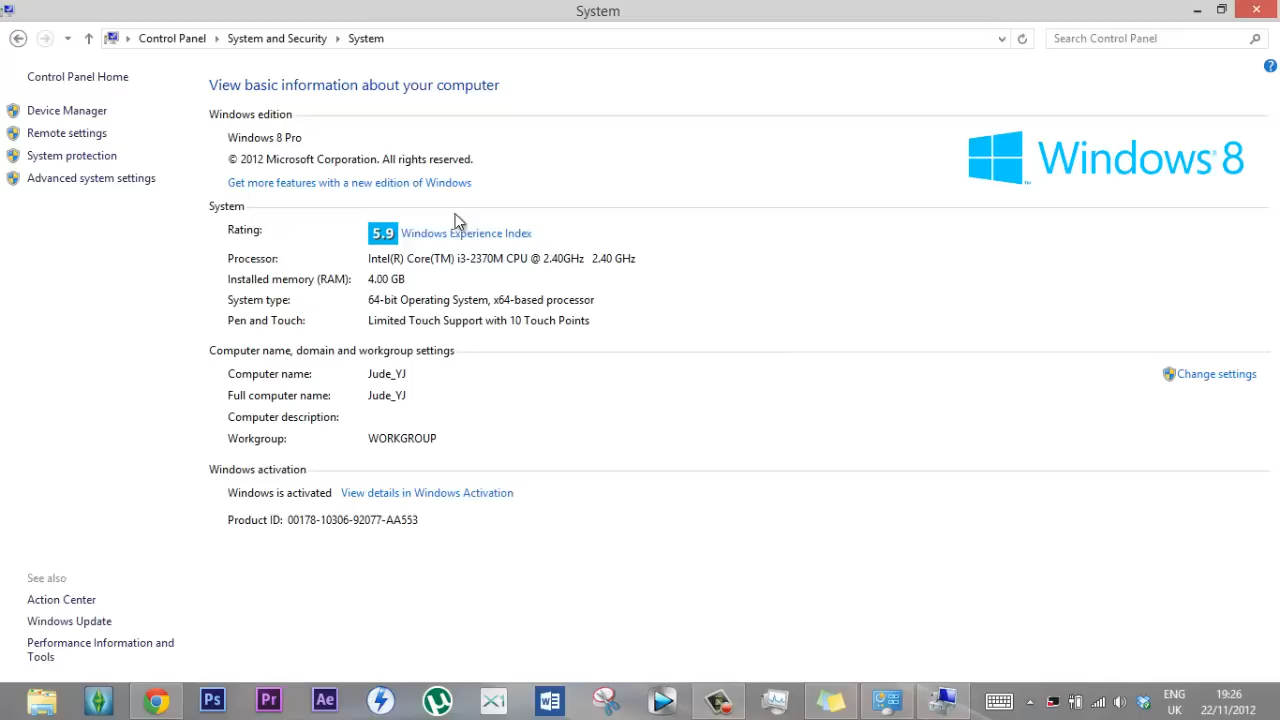 System
Control Panel
System and Security
System
Search Control Panel
Control Panel Home
Device Manager
Remote settings
System protection
Advanced system settings
View basic information about your computer
Windows edition
Windows 8 Pro
© 2012 Microsoft Corporation. All rights reserved.
Get more features with a new edition of Windows
Windows 8
System
Rating: 5.9 Windows Experience Index
Processor: Intel(R) Core(TM) i3-2370M CPU @ 2.40GHz 2.40 GHz
Installed memory (RAM): 4.00 GB
System type: 64-bit Operating System, x64-based processor
Pen and Touch: Limited Touch Support with 10 Touch Points
Computer name, domain and workgroup settings
Computer name: Jude_YJ
Change settings
Full computer name: Jude_YJ
Computer description:
Workgroup: WORKGROUP
Windows activation
Windows is activated View details in Windows Activation
Product ID: 00178-10306-92077-AA553
See also
Action Center
Windows Update
Performance Information and
Tools
Ps
Pr
Ae
ENG
UK
19:26
22/11/2012